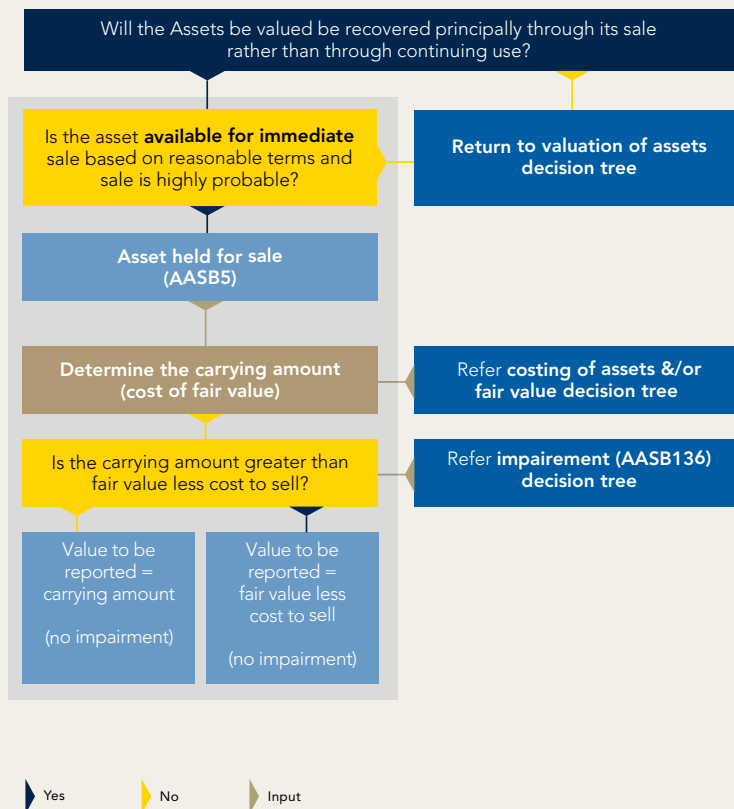 Will the Assets be valued be recovered principally through its sale
rather than through continuing use?
Is the asset available for immediate
sale based on reasonable terms and
sale is highly probable?
Return to valuation of assets
decision tree
Asset held for sale
(AASB5)
Determine the carrying amount
(cost of fair value)
Refer costing of assets &/or
fair value decision tree
Is the carrying amount greater than
fair value less cost to sell?
Refer impairement (AASB136)
decision tree
Value to be
reported =
carrying amount
(no impairment)
Value to be
reported =
fair value less
cost to sell
(no impairment)
Yes
No
Input